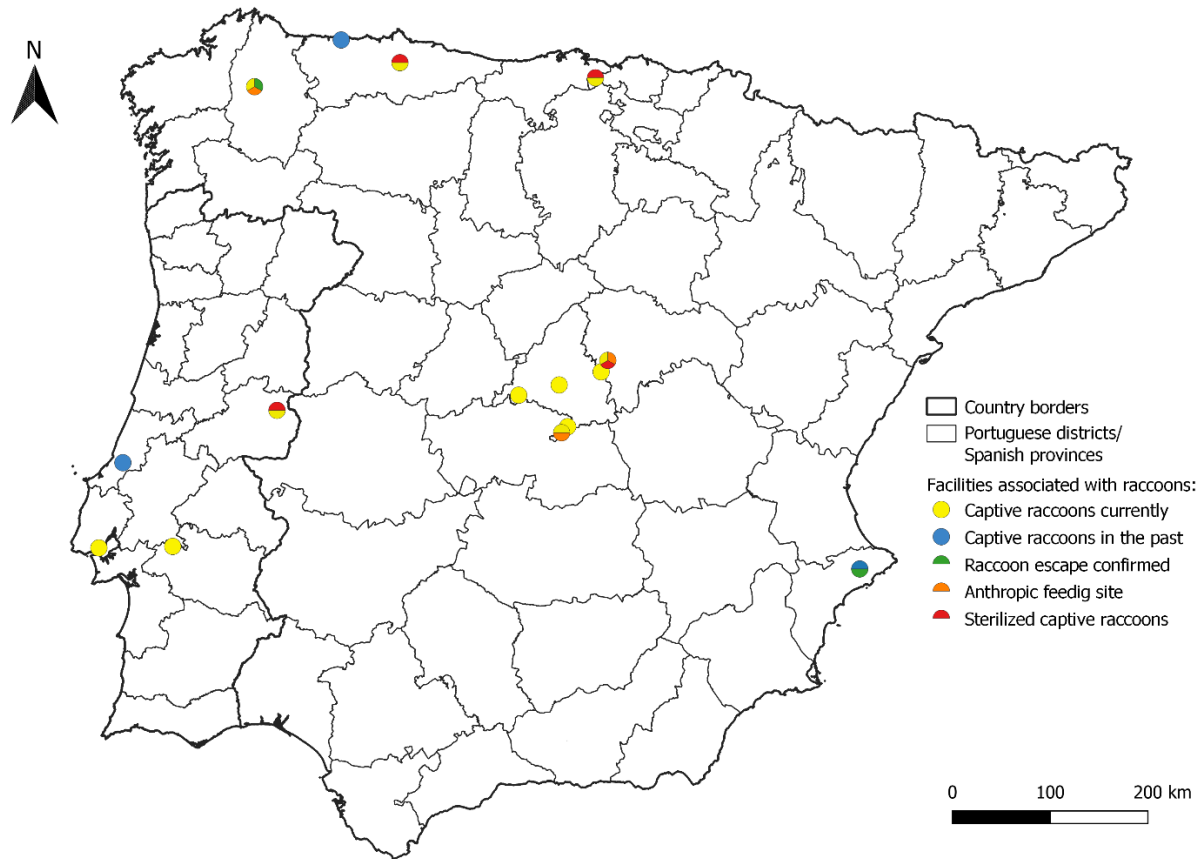 N
Country borders
Portuguese districts/
Spanish provinces
Facilities associated with raccoons:
Captive raccoons currently
Captive raccoons in the past
Raccoon escape confirmed
Anthropic feedig site
Sterilized captive raccoons
0 100 200 km